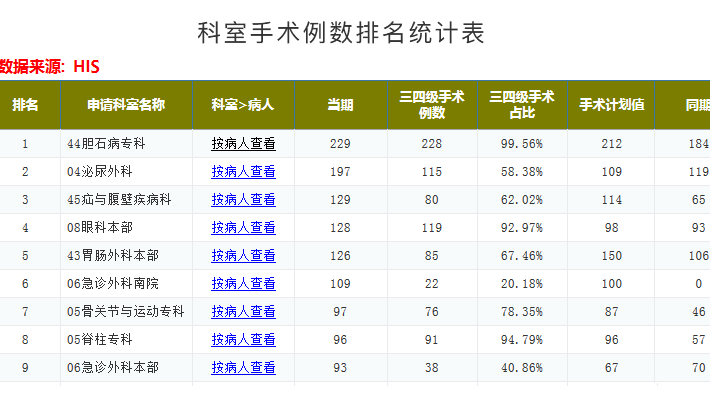 科室手术例数排名统计表
数据来源: HIS
排名 申请科室名称 科室>病人 当期 三四级手术例数 三四级手术占比 手术计划值 同期
1 44胆石病专科 按病人查看 229 228 99.56% 212 184
2 04泌尿外科 按病人查看 197 115 58.38% 109 119
3 45疝与腹壁疾病科 按病人查看 129 80 62.02% 114 65
4 08眼科本部 按病人查看 128 119 92.97% 98 93
5 43胃肠外科本部 按病人查看 126 85 67.46% 150 106
6 06急诊外科南院 按病人查看 109 22 20.18% 100 0
7 05骨关节与运动专科 按病人查看 97 76 78.35% 87 46
8 05脊柱专科 按病人查看 96 91 94.79% 96 57
9 06急诊外科本部 按病人查看 93 38 40.86% 67 70